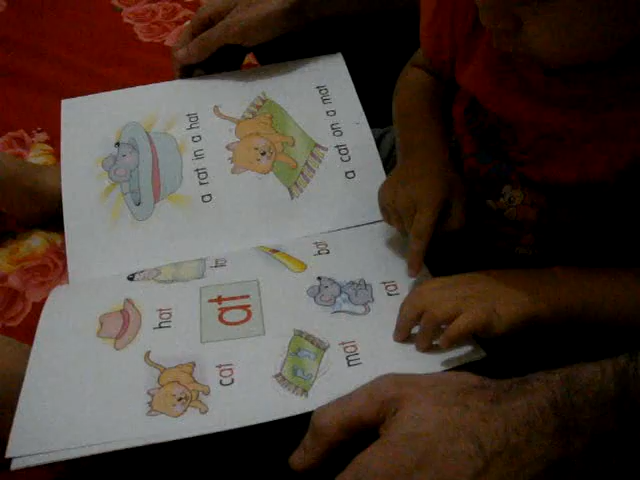 cat
hat
at
mat
rat
bat
a rat in a hat
a cat on a mat